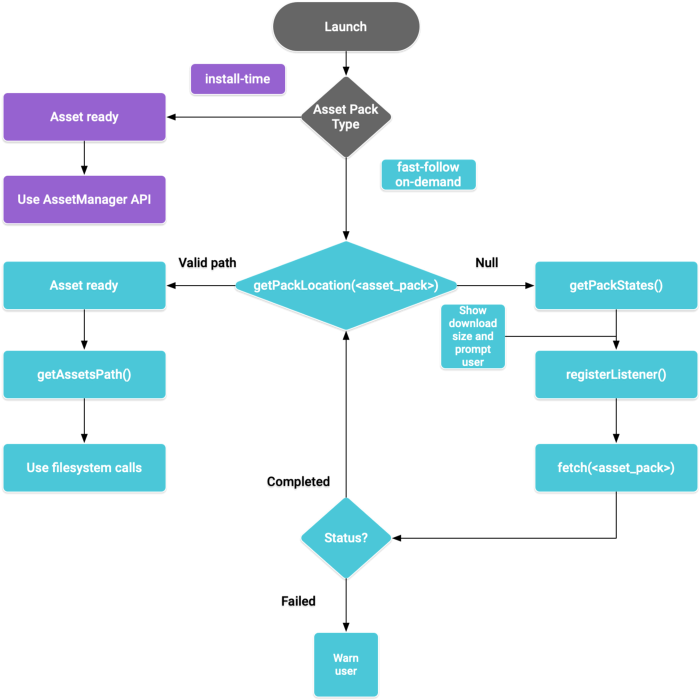 Launch
install-time
Asset ready
Asset Pack
Type
fast-follow
on-demand
Use AssetManager API
Valid path
Null
Asset ready
getPackLocation(<asset_pack>)
getPackStates()
Show
download
size and
prompt
user
getAssetsPath()
registerListener()
Use filesystem calls
fetch(<asset_pack>)
Completed
Status?
Failed
Warn
user